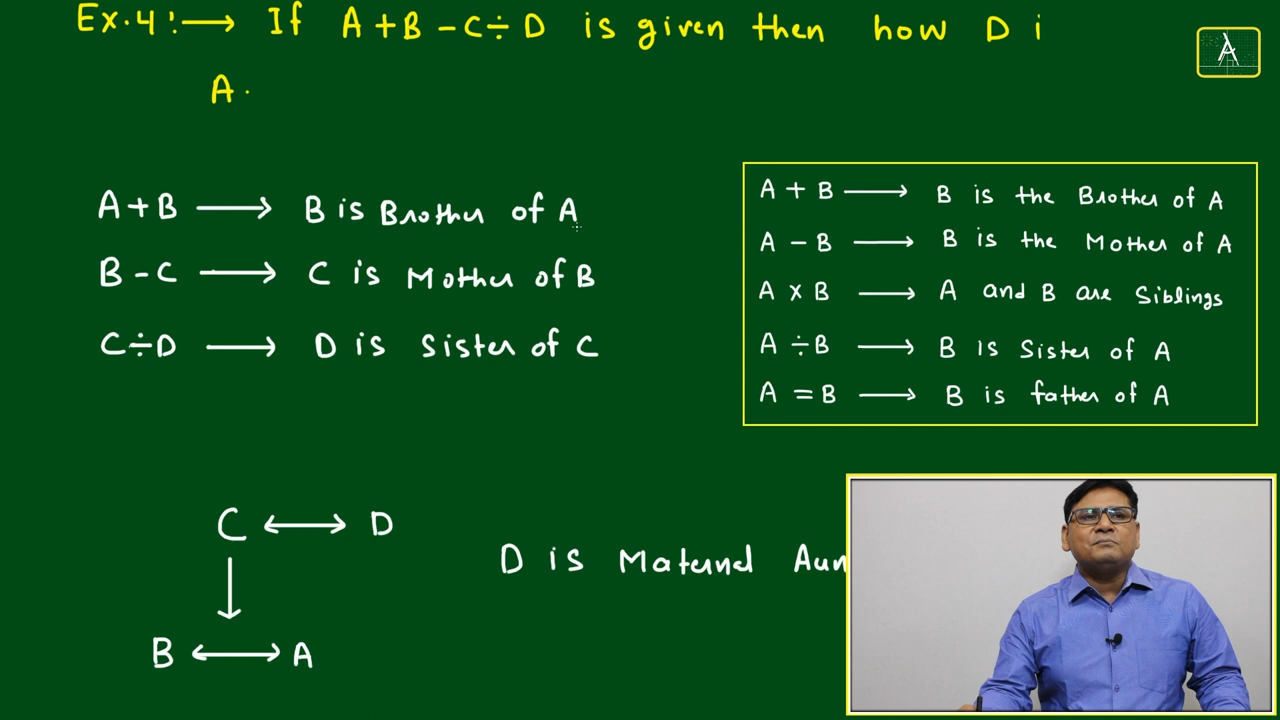 Ex.4:⟶ If A+B-C÷D is given then how D i
A.
A+B ⟶ B is Brother of A
B-C ⟶ C is Mother of B
C÷D ⟶ D is Sister of C
A + B ⟶ B is the Brother of A
A - B ⟶ B is the Mother of A
A x B ⟶ A and B are Siblings
A ÷ B ⟶ B is Sister of A
A = B ⟶ B is father of A
C ⟷ D
B ⟷ A
D is Maternal
A